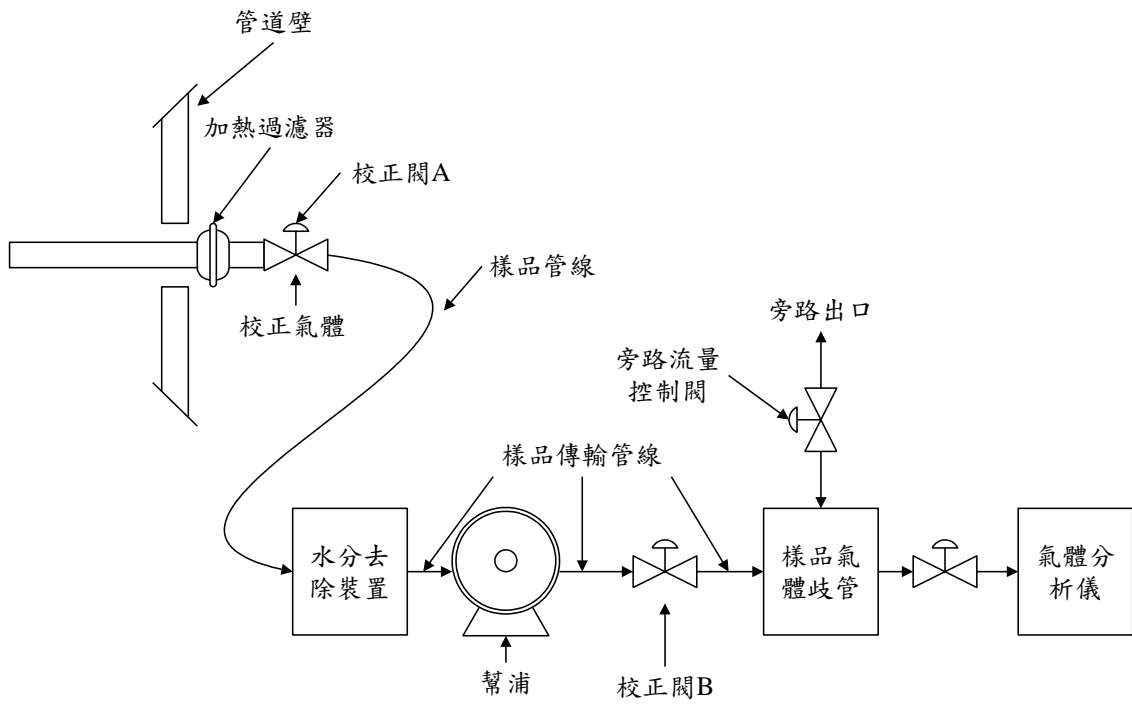 管道壁
加熱過濾器
校正閥A
樣品管線
校正氣體
旁路出口
旁路流量
控制閥
樣品傳輸管線
水分去
除裝置
樣品氣
體歧管
氣體分
析儀
幫浦
校正閥B